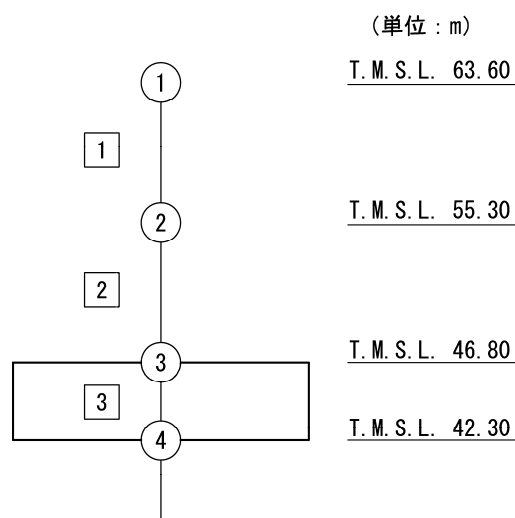 (単位:m)
① T.M.S.L. 63.60
1
② T.M.S.L. 55.30
2
③ T.M.S.L. 46.80
3
④ T.M.S.L. 42.30